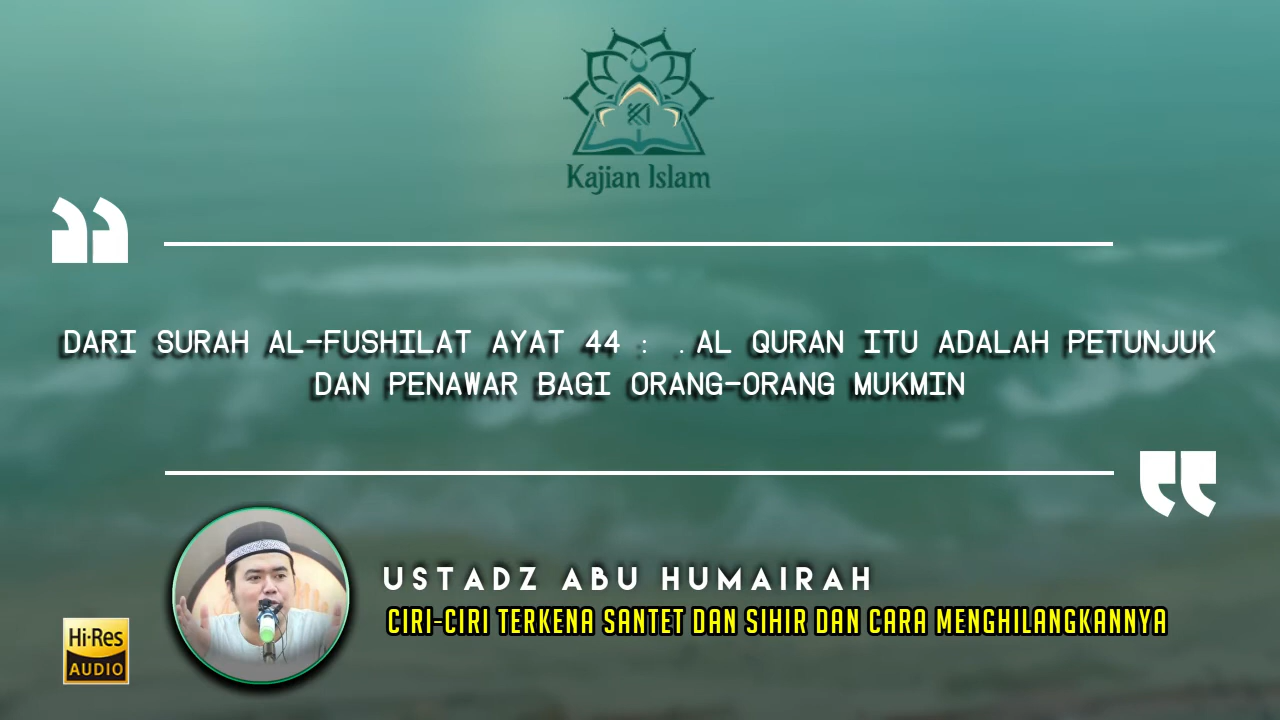 Kajian Islam
DARI SURAH AL-FUSHILAT AYAT 44 : .AL QURAN ITU ADALAH PETUNJUK
DAN PENAWAR BAGI ORANG-ORANG MUKMIN
USTADZ ABU HUMAIRAH
CIRI-CIRI TERKENA SANTET DAN SIHIR DAN CARA MENGHILANGKANNYA
Hi-Res
AUDIO